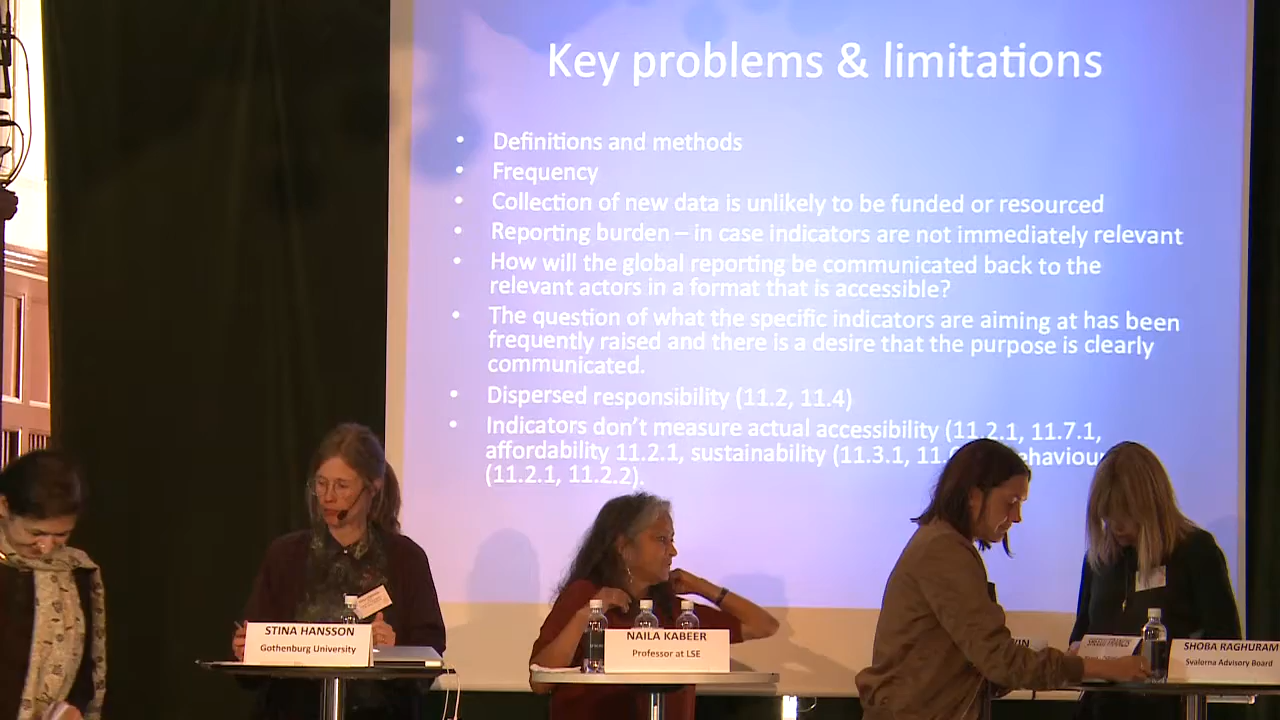 Key problems & limitations
• Definitions and methods
• Frequency
• Collection of new data is unlikely to be funded or resourced
• Reporting burden – in case indicators are not immediately relevant
• How will the global reporting be communicated back to the
relevant actors in a format that is accessible?
• The question of what the specific indicators are aiming at has been
frequently raised and there is a desire that the purpose is clearly
communicated.
• Dispersed responsibility (11.2, 11.4)
• Indicators don't measure actual accessibility (11.2.1, 11.7.1,
affordability 11.2.1, sustainability (11.3.1,
(11.2.1, 11.2.2).
STINA HANSSON
Gothenburg University
NAILA KABEER
Professor at LSE
SHOBA RAGHURAM
Svalorna Advisory Board